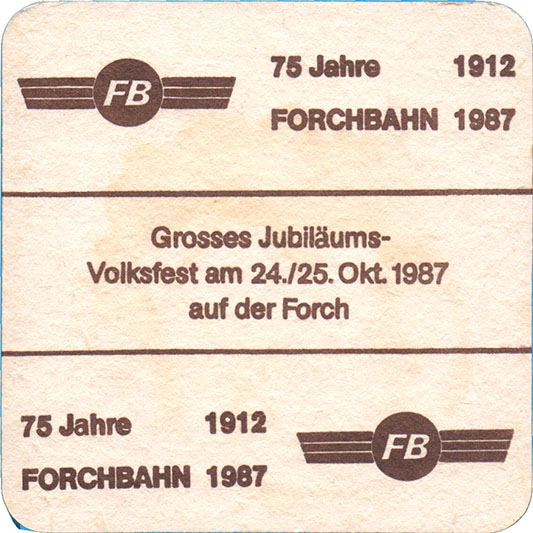 FB
75 Jahre 1912
FORCHBAHN 1987
Grosses Jubiläums-
Volksfest am 24./25. Okt. 1987
auf der Forch
75 Jahre 1912
FORCHBAHN 1987
FB